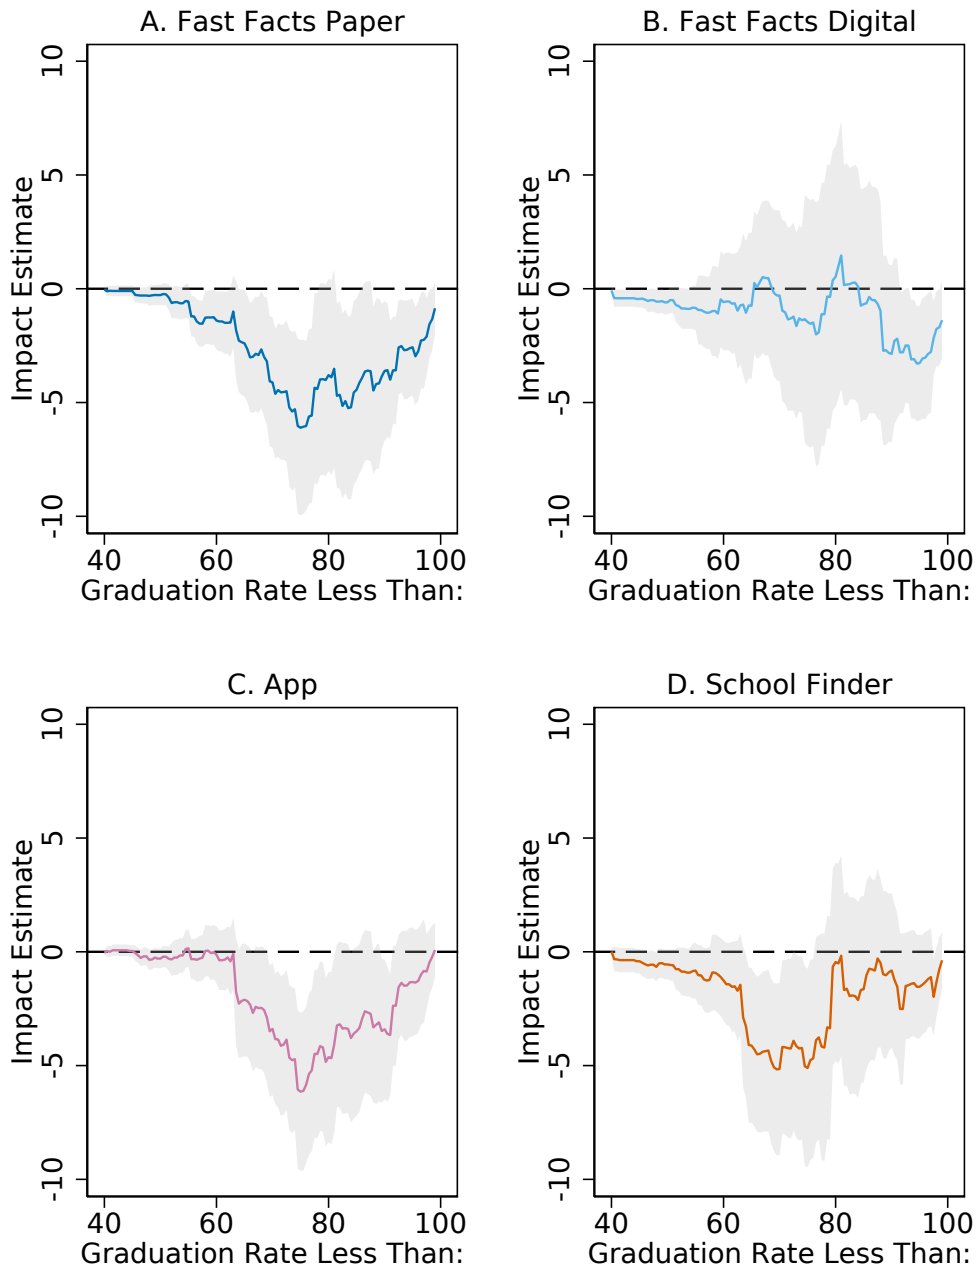 A. Fast Facts Paper
Impact Estimate
10
5
0
-5
-10
40 60 80 100
Graduation Rate Less Than:
B. Fast Facts Digital
Impact Estimate
10
5
0
-5
-10
40 60 80 100
Graduation Rate Less Than:
C. App
Impact Estimate
10
5
0
-5
-10
40 60 80 100
Graduation Rate Less Than:
D. School Finder
Impact Estimate
10
5
0
-5
-10
40 60 80 100
Graduation Rate Less Than: